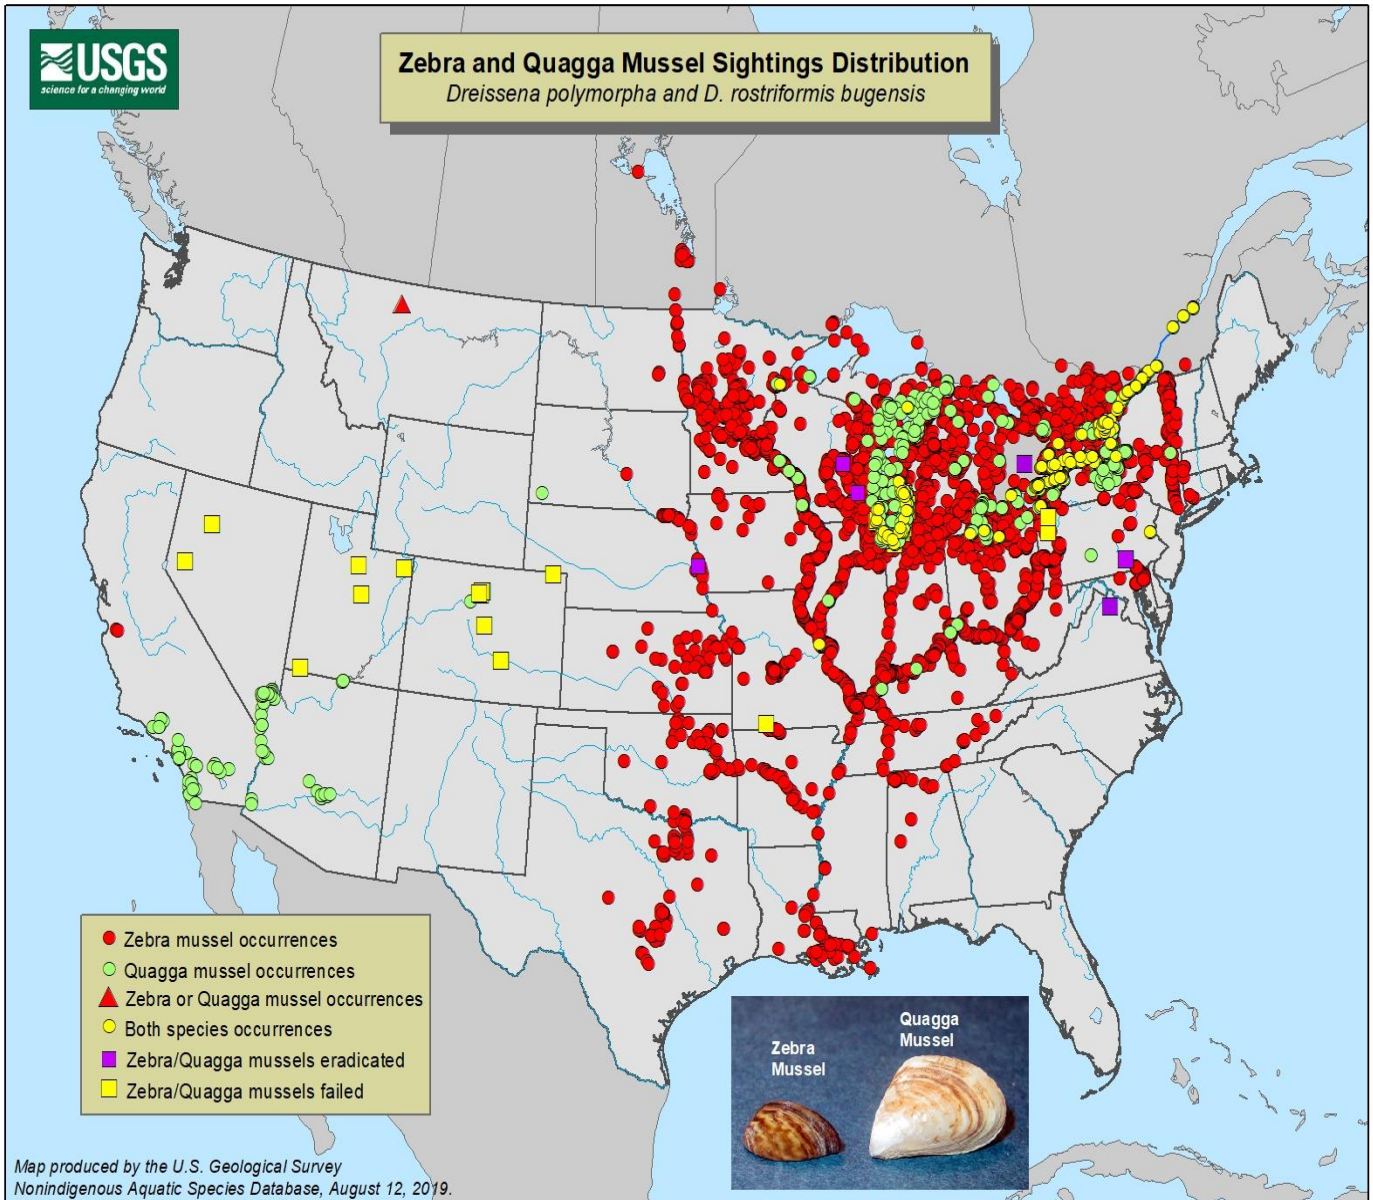 USGS
science for a changing world
Zebra and Quagga Mussel Sightings Distribution
Dreissena polymorpha and D. rostriformis bugensis
Zebra mussel occurrences
Quagga mussel occurrences
Zebra or Quagga mussel occurrences
Both species occurrences
Zebra/Quagga mussels eradicated
Zebra/Quagga mussels failed
Zebra
Mussel
Quagga
Mussel
Map produced by the U.S. Geological Survey
Nonindigenous Aquatic Species Database, August 12, 2019.